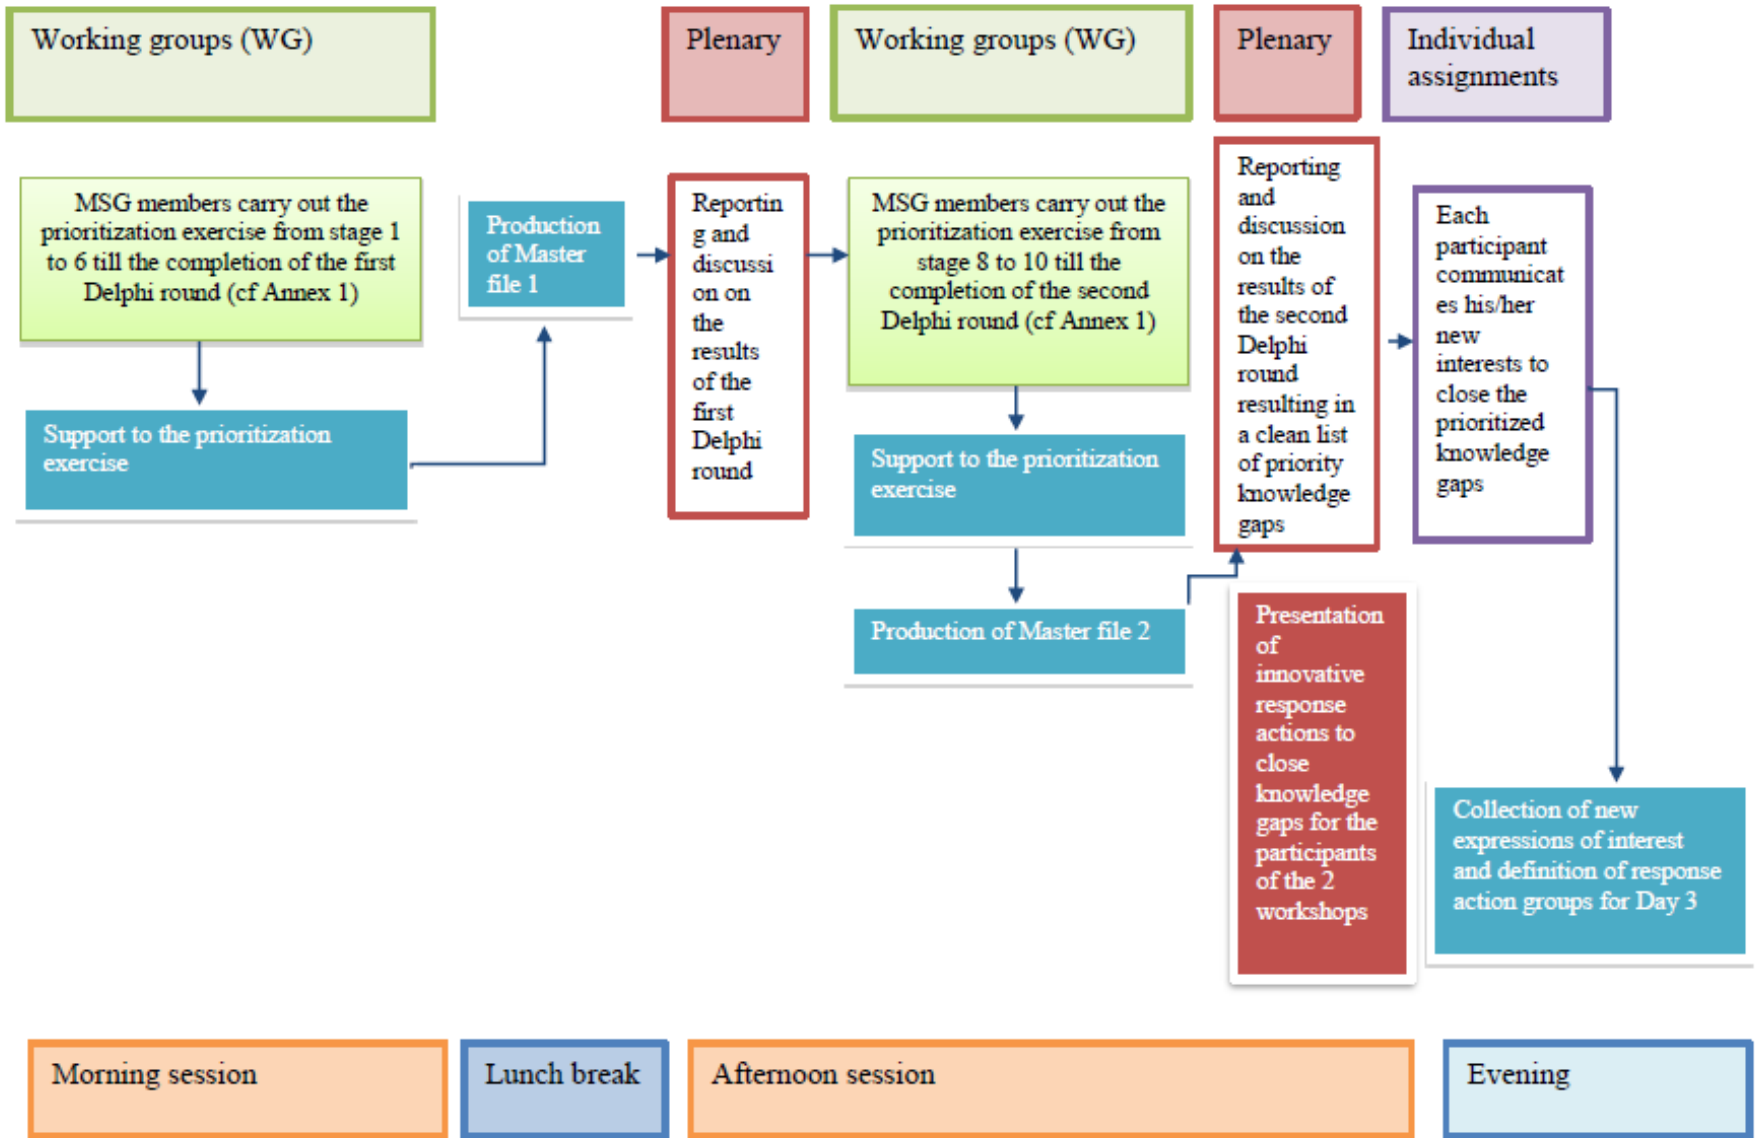 Working groups (WG)
Plenary
Working groups (WG)
Plenary
Individual
assignments
MSG members carry out the
prioritization exercise from stage 1
to 6 till the completion of the first
Delphi round (cf Annex 1)
Support to the prioritization
exercise
Production
of Master
file 1
Reportin
g and
discussi
on on
the
results
of the
first
Delphi
round
MSG members carry out the
prioritization exercise from
stage 8 to 10 till the
completion of the second
Delphi round (cf Annex 1)
Support to the prioritization
exercise
Production of Master file 2
Reporting
and
discussion
on the
results of
the second
Delphi
round
resulting in
a clean list
of priority
knowledge
gaps
Presentation
of
innovative
response
actions to
close
knowledge
gaps for the
participants
of the 2
workshops
Each
participant
communicat
es his/her
new
interests to
close the
prioritized
knowledge
gaps
Collection of new
expressions of interest
and definition of response
action groups for Day 3
Morning session
Lunch break
Afternoon session
Evening